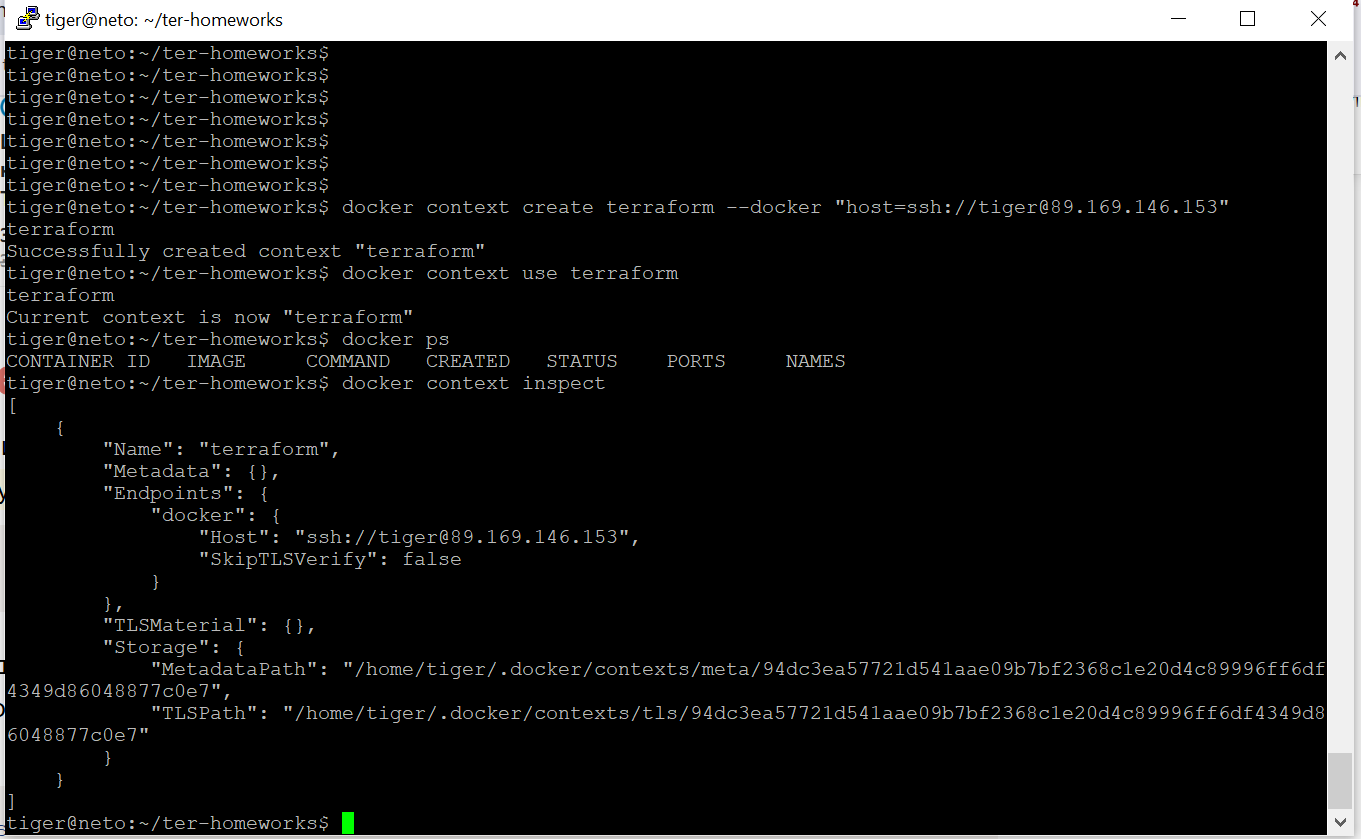 tiger@neto: ~/ter-homeworks
tiger@neto:~/ter-homeworks$
tiger@neto:~/ter-homeworks$
tiger@neto:~/ter-homeworks$
tiger@neto:~/ter-homeworks$
tiger@neto:~/ter-homeworks$
tiger@neto:~/ter-homeworks$
tiger@neto:~/ter-homeworks$
tiger@neto:~/ter-homeworks$ docker context create terraform --docker "host=ssh://tiger@89.169.146.153"
terraform
Successfully created context "terraform"
tiger@neto:~/ter-homeworks$ docker context use terraform
terraform
Current context is now "terraform"
tiger@neto:~/ter-homeworks$ docker ps
CONTAINER ID   IMAGE     COMMAND   CREATED   STATUS    PORTS     NAMES
tiger@neto:~/ter-homeworks$ docker context inspect
[
    {
        "Name": "terraform",
        "Metadata": {},
        "Endpoints": {
            "docker": {
                "Host": "ssh://tiger@89.169.146.153",
                "SkipTLSVerify": false
            }
        },
        "TLSMaterial": {},
        "Storage": {
            "MetadataPath": "/home/tiger/.docker/contexts/meta/94dc3ea57721d541aae09b7bf2368c1e20d4c89996ff6df
4349d86048877c0e7",
            "TLSPath": "/home/tiger/.docker/contexts/tls/94dc3ea57721d541aae09b7bf2368c1e20d4c89996ff6df4349d8
6048877c0e7"
        }
    }
]
tiger@neto:~/ter-homeworks$